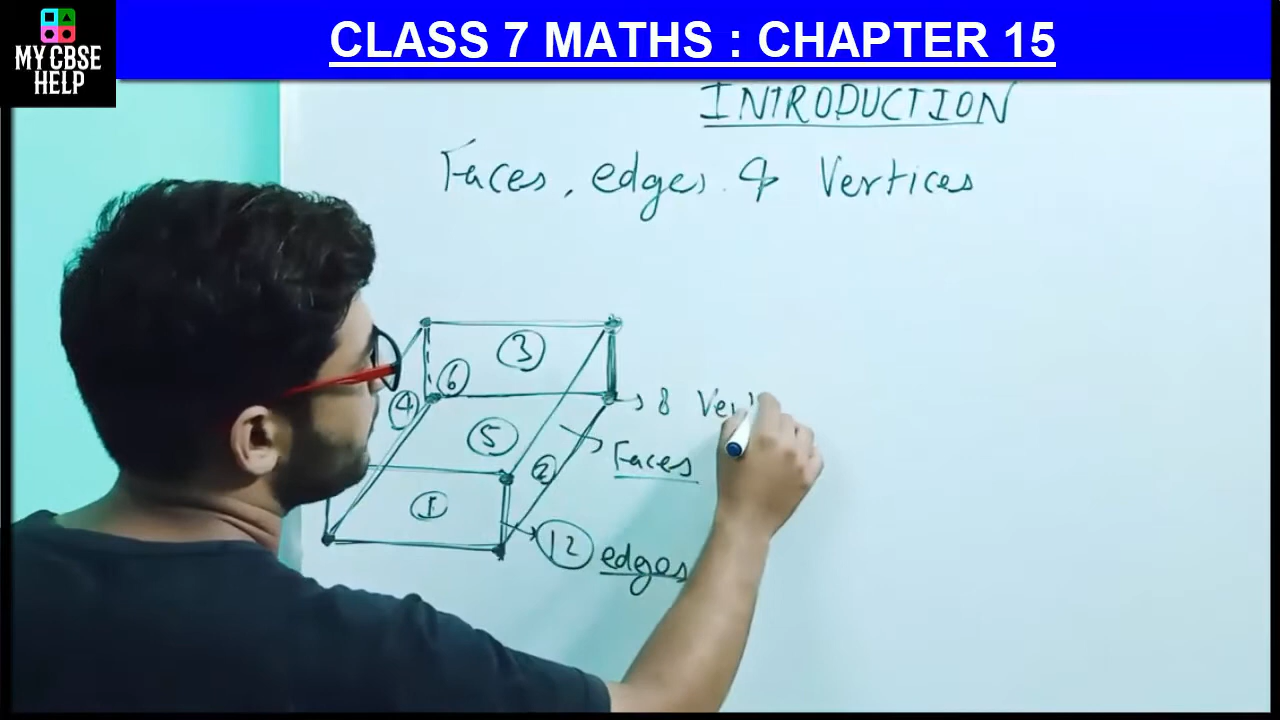 MY CBSE
HELP
CLASS 7 MATHS : CHAPTER 15
INTRODUCTION
Faces, edges & Vertices
3
6
4
8
5
2
Faces
1
12 edges